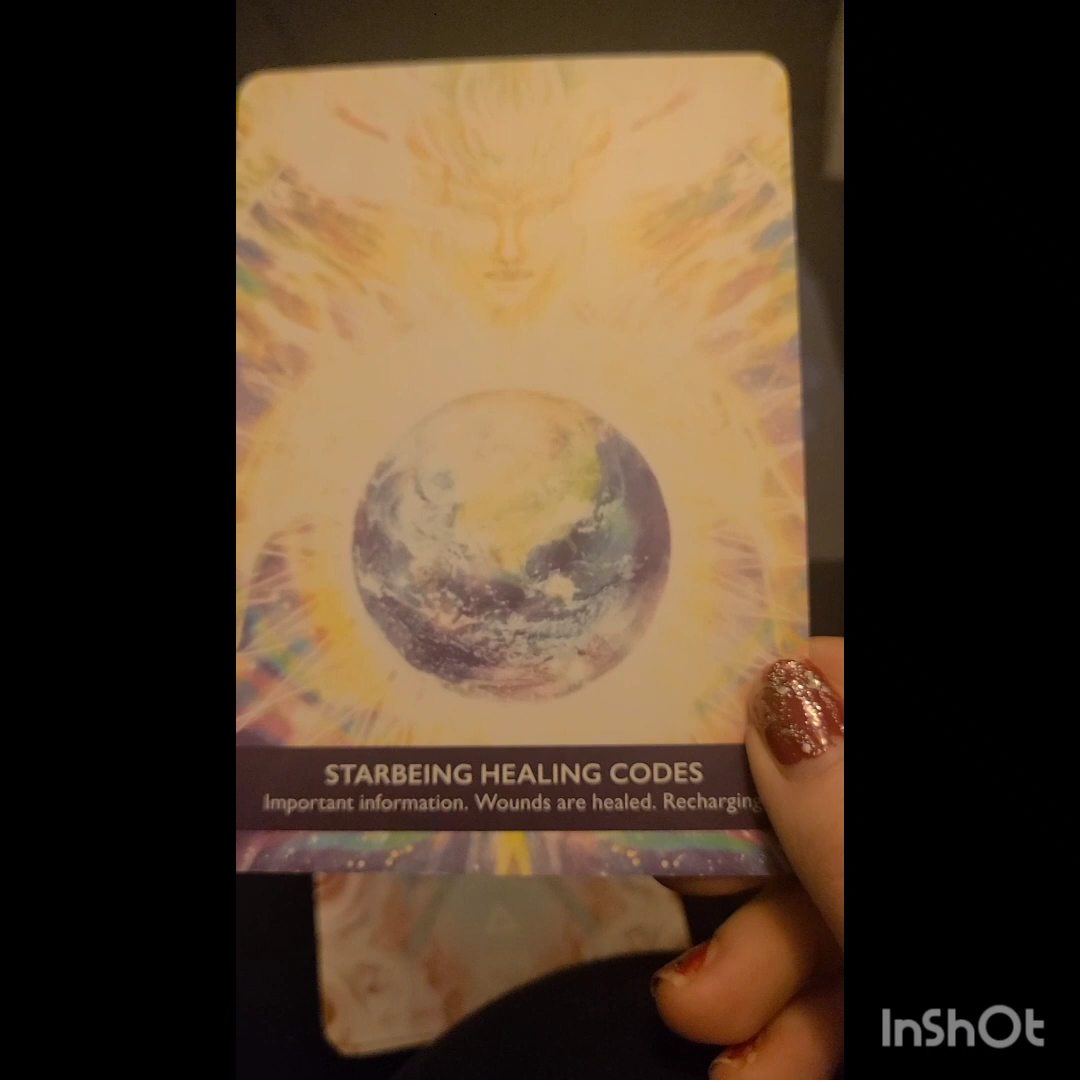 STARBEING HEALING CODES
Important information. Wounds are healed. Recharging
InShOt